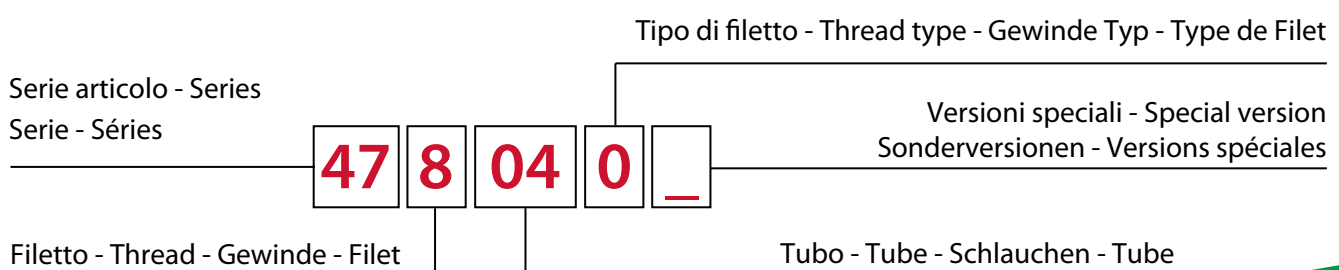 Tipo di filetto - Thread type - Gewinde Typ - Type de Filet
Serie articolo - Series
Serie - Séries
Versioni speciali - Special version
Sonderversionen - Versions spéciales
47 8 04 0 _
Filetto - Thread - Gewinde - Filet
Tubo - Tube - Schlauchen - Tube